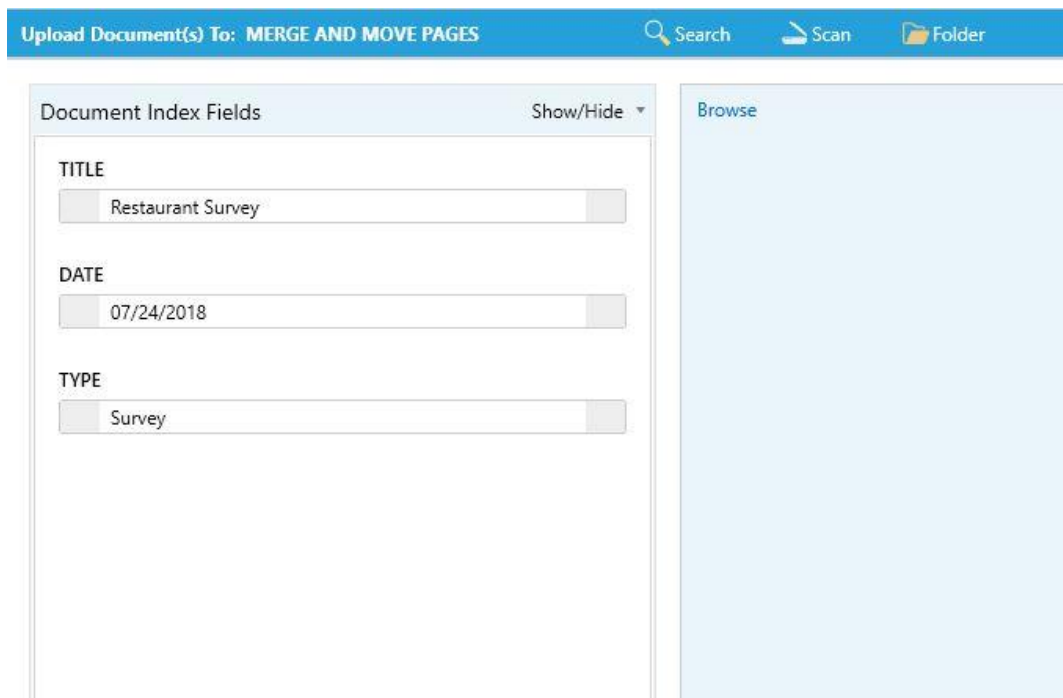 Upload Document(s) To: MERGE AND MOVE PAGES Search Scan Folder
Document Index Fields Show/Hide
Browse
TITLE
Restaurant Survey
DATE
07/24/2018
TYPE
Survey